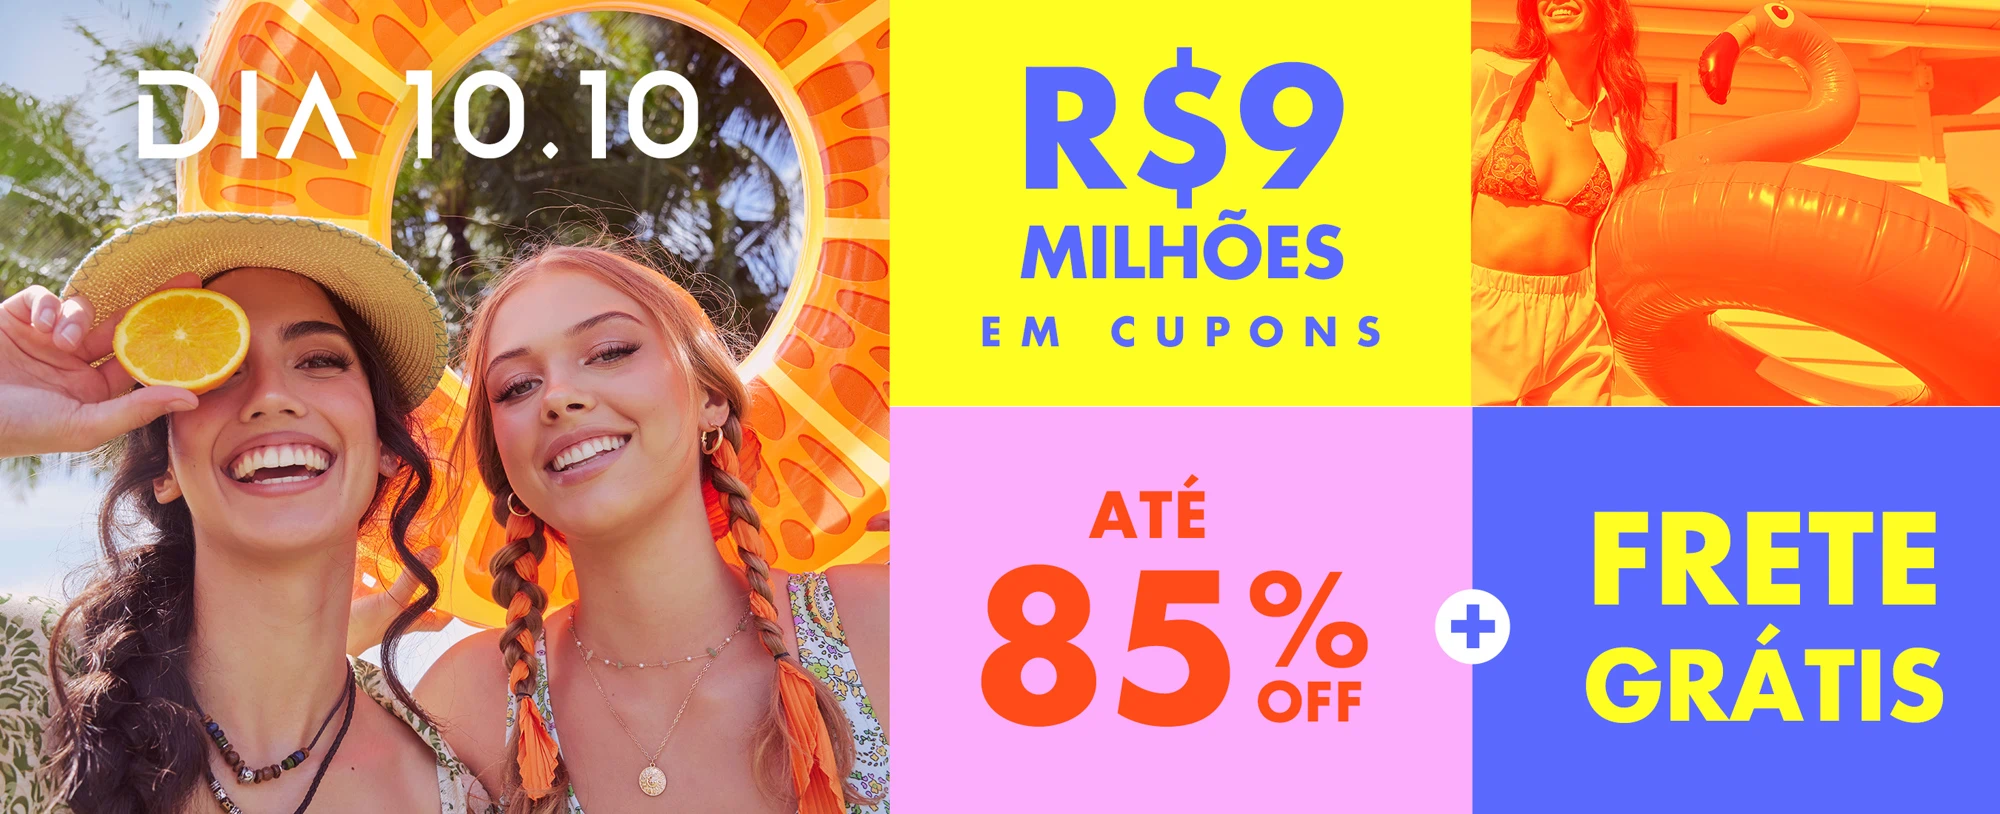 DIA 10.10
R$9
MILHÕES
EM CUPONS
ATÉ
85%
OFF
+
FRETE
GRÁTIS